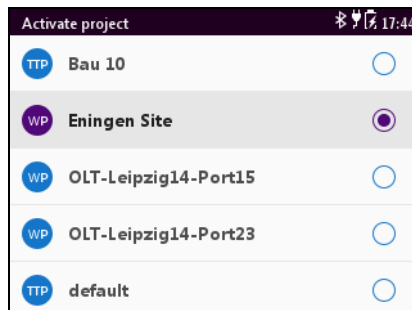 Activate project 17:44
TTP Bau 10
WP Eningen Site
WP OLT-Leipzig14-Port15
WP OLT-Leipzig14-Port23
TTP default